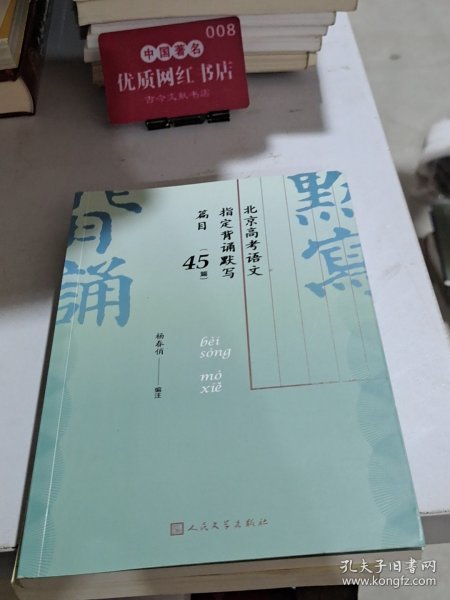 008
中国著名
优质网红书店
古今文献书店
默寫
背誦
北京高考语文
指定背诵默写
篇目
(45篇)
杨春俏——编注
bèi
sòng
mò
xiě
人民文学出版社
孔夫子旧书网
www.kongfz.com